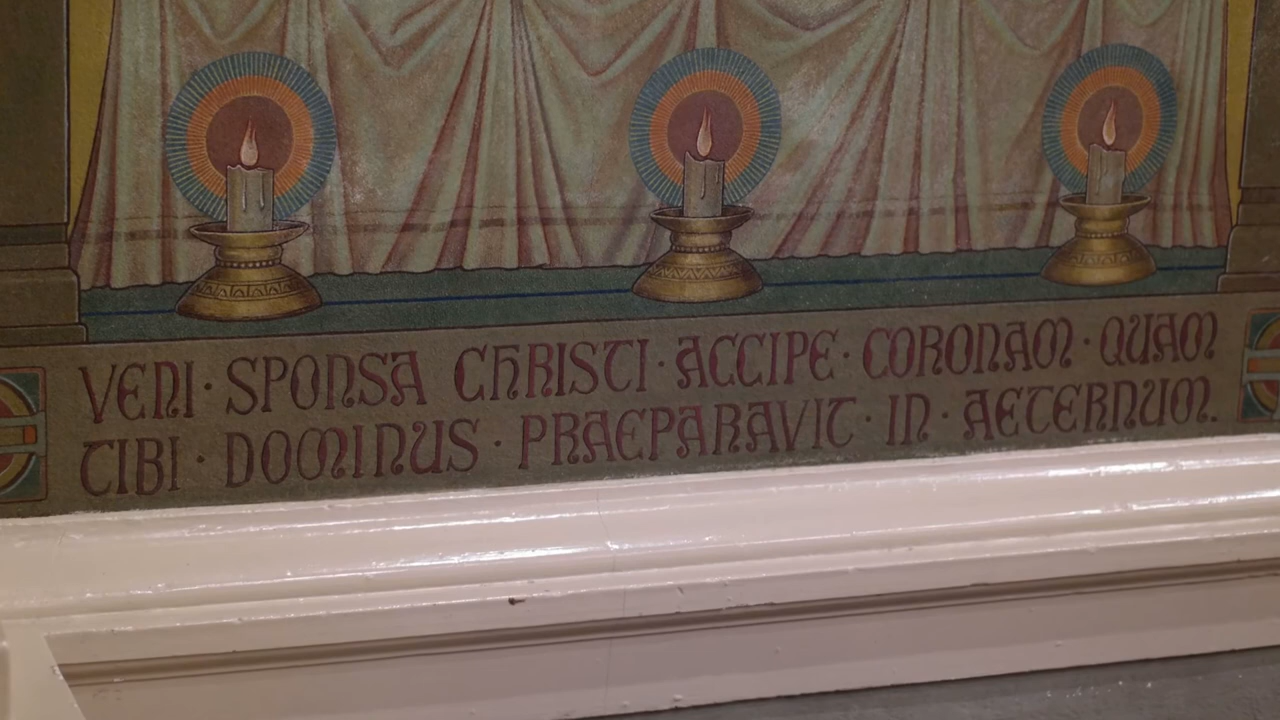 VENI · SPONSA CHRISTI · ACCIPE · CORONAM · QUAM
TIBI · DOMINUS · PRAEPARAVIT · IN · AETERNUM.